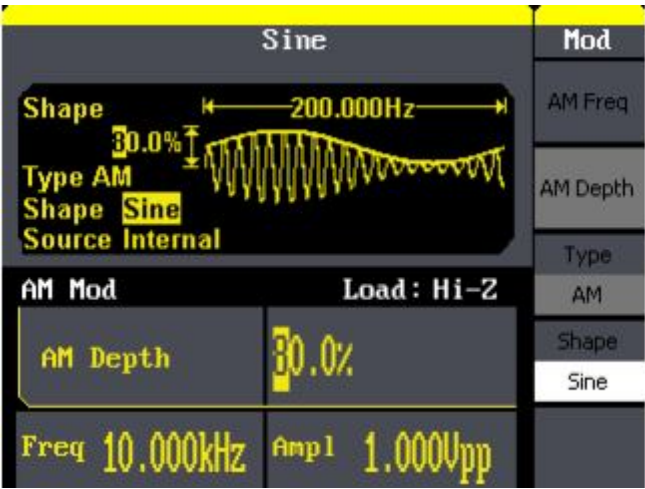 Sine
Mod
Shape
200.000Hz
80.0%
Type AM
Shape Sine
Source Internal
AM Freq
AM Depth
Type
AM
Shape
Sine
AM Mod
Load: Hi-Z
AM Depth
80.0%
Freq 10.000kHz
Ampl 1.000Vpp